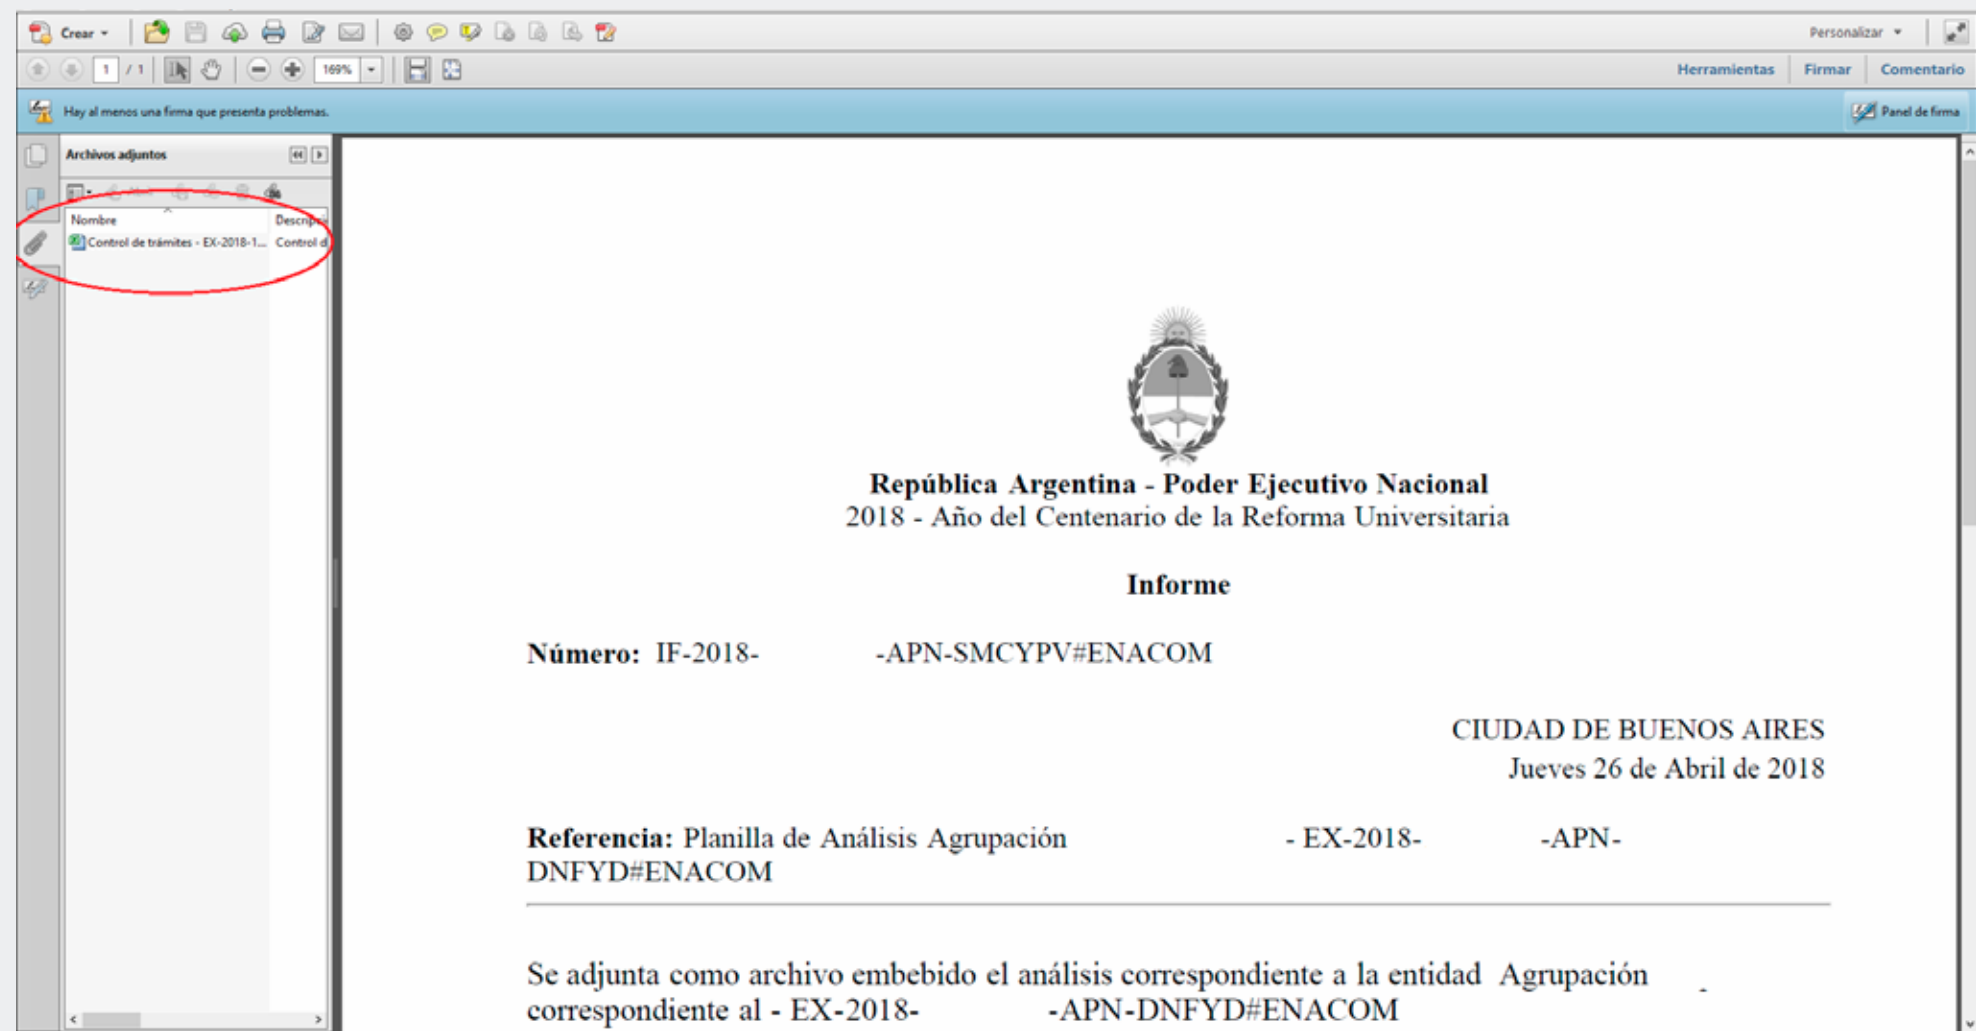 Crear
Personalizar
1 / 1
169%
Herramientas
Firmar
Comentario
Hay al menos una firma que presenta problemas.
Panel de firma
Archivos adjuntos
Nombre
Descripci
Control de trámites - EX-2018-1...
Control d
República Argentina - Poder Ejecutivo Nacional
2018 - Año del Centenario de la Reforma Universitaria
Informe
Número: IF-2018- -APN-SMCYPV#ENACOM
CIUDAD DE BUENOS AIRES
Jueves 26 de Abril de 2018
Referencia: Planilla de Análisis Agrupación - EX-2018- -APN-
DNFYD#ENACOM
Se adjunta como archivo embebido el análisis correspondiente a la entidad Agrupación
correspondiente al - EX-2018- -APN-DNFYD#ENACOM